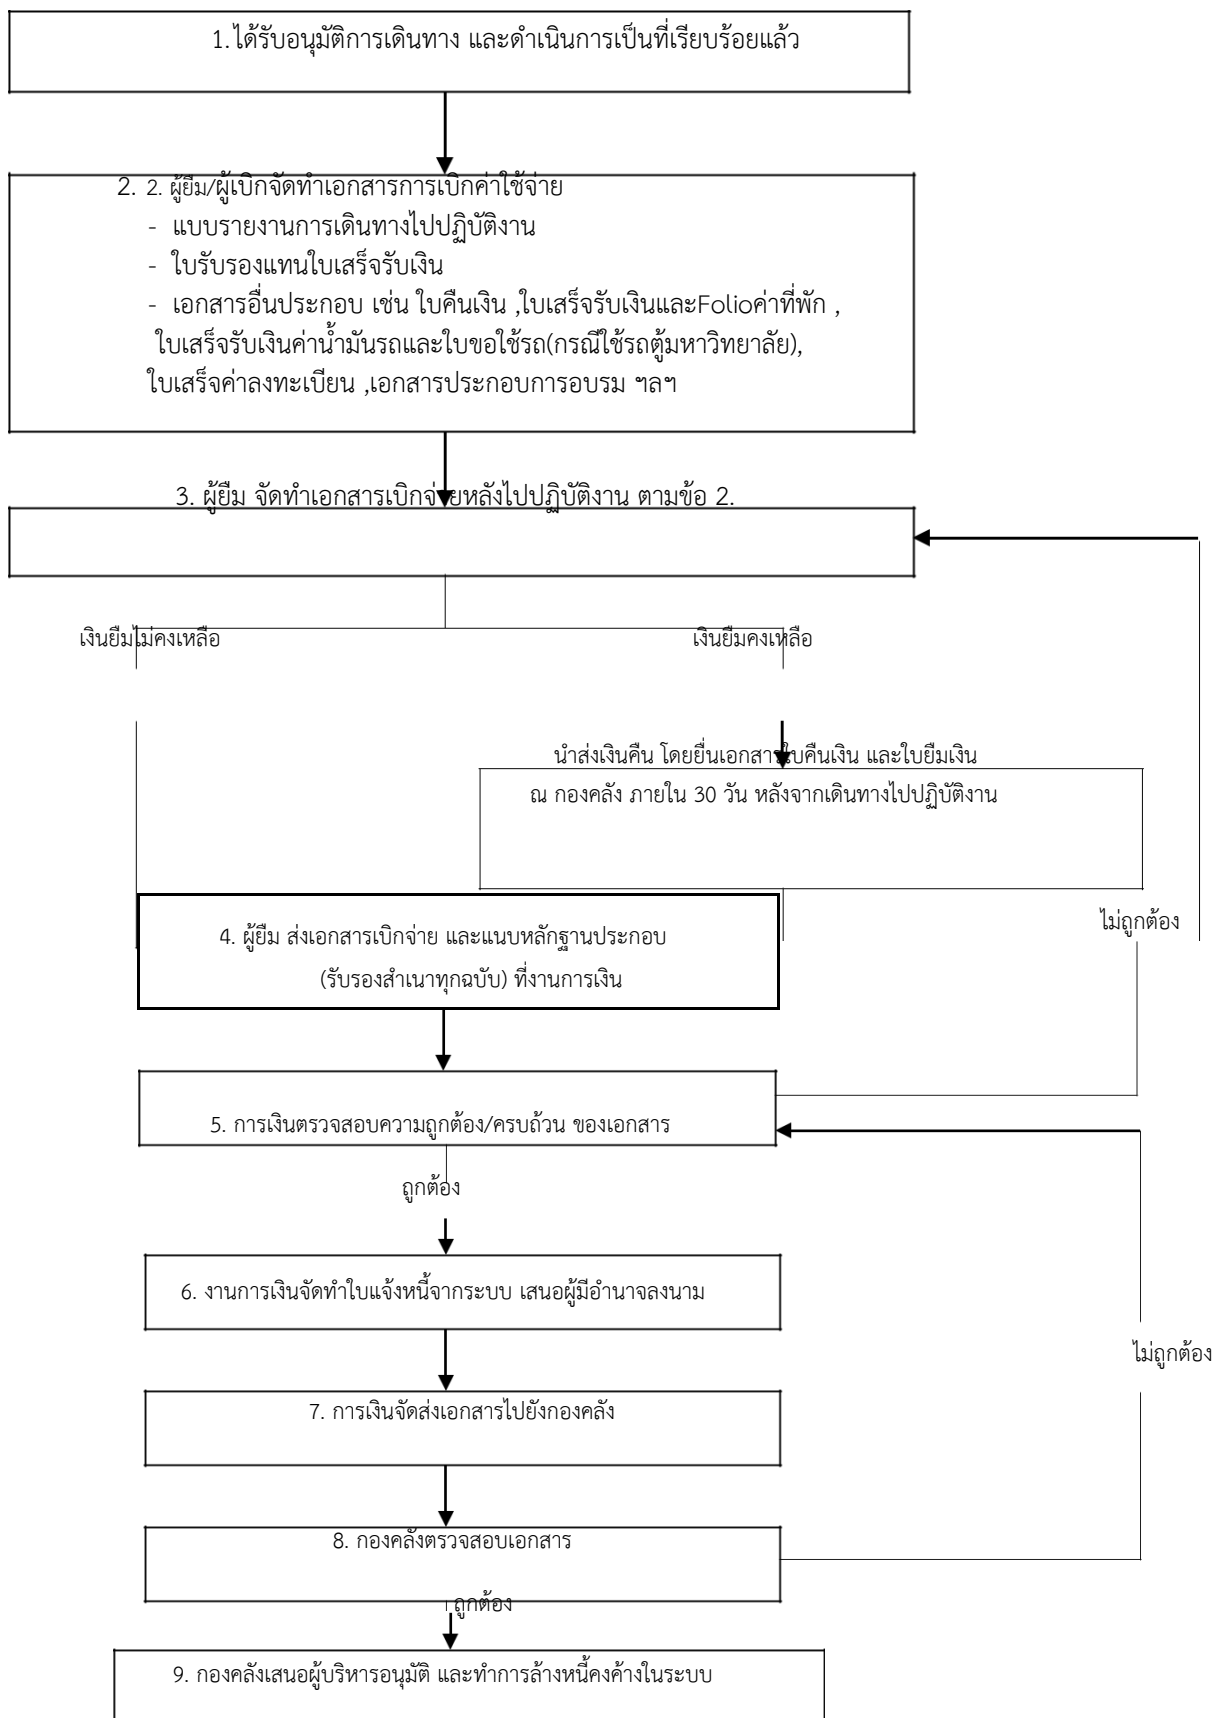 1. ได้รับอนุมัติการเดินทาง และดำเนินการเป็นที่เรียบร้อยแล้ว
2. 2. ผู้ยืม/ผู้เบิกจัดทำเอกสารการเบิกค่าใช้จ่าย
- แบบรายงานการเดินทางไปปฏิบัติงาน
- ใบรับรองแทนใบเสร็จรับเงิน
- เอกสารอื่นประกอบ เช่น ใบคืนเงิน ,ใบเสร็จรับเงินและFolioค่าที่พัก ,
ใบเสร็จรับเงินค่าน้ำมันรถและใบขอใช้รถ(กรณีใช้รถตู้มหาวิทยาลัย),
ใบเสร็จค่าลงทะเบียน ,เอกสารประกอบการอบรม ฯลฯ
3. ผู้ยืม จัดทำเอกสารเบิกจ่ายหลังไปปฏิบัติงาน ตามข้อ 2.
เงินยืมไม่คงเหลือ
เงินยืมคงเหลือ
นำส่งเงินคืน โดยยื่นเอกสารใบคืนเงิน และใบยืมเงิน
ณ กองคลัง ภายใน 30 วัน หลังจากเดินทางไปปฏิบัติงาน
ไม่ถูกต้อง
4. ผู้ยืม ส่งเอกสารเบิกจ่าย และแนบหลักฐานประกอบ
(รับรองสำเนาทุกฉบับ) ที่งานการเงิน
5. การเงินตรวจสอบความถูกต้อง/ครบถ้วน ของเอกสาร
ถูกต้อง
6. งานการเงินจัดทำใบแจ้งหนี้จากระบบ เสนอผู้มีอำนาจลงนาม
ไม่ถูกต้อง
7. การเงินจัดส่งเอกสารไปยังกองคลัง
8. กองคลังตรวจสอบเอกสาร
ถูกต้อง
9. กองคลังเสนอผู้บริหารอนุมัติ และทำการล้างหนี้คงค้างในระบบ